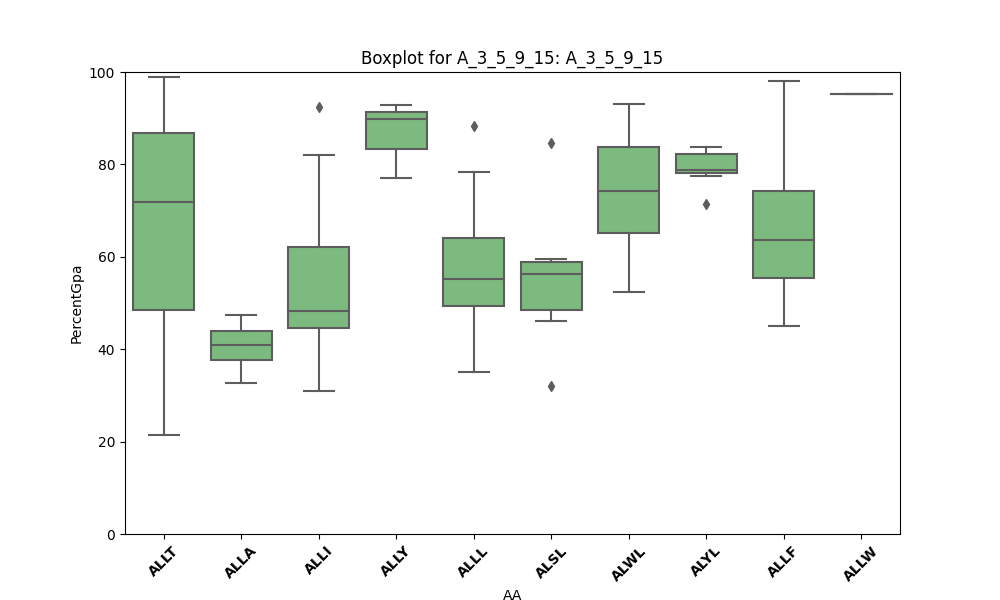 Boxplot for A_3_5_9_15: A_3_5_9_15
100
80
60
40
20
0
PercentGpa
ALLT
ALLA
ALLI
ALLY
ALLL
ALSL
ALWL
ALYL
ALLF
ALLW
AA